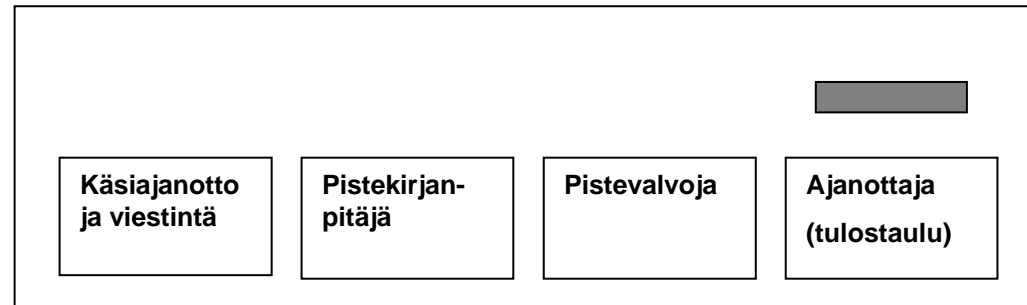 Käsiajanotto
ja viestintä
Pistekirjan-
pitäjä
Pistevalvoja
Ajanottaja
(tulostaulu)